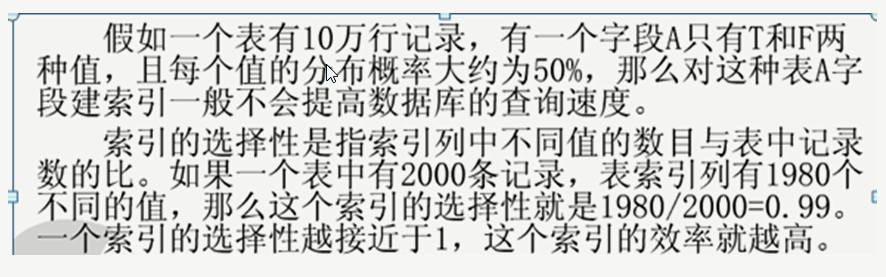 假如一个表有10万行记录，有一个字段A只有T和F两
种值，且每个值的分布概率大约为50%，那么对这种表A字
段建索引一般不会提高数据库的查询速度。
索引的选择性是指索引列中不同值的数目与表中记录
数的比。如果一个表中有2000条记录，表索引列有1980个
不同的值，那么这个索引的选择性就是1980/2000=0.99。
一个索引的选择性越接近于1，这个索引的效率就越高。